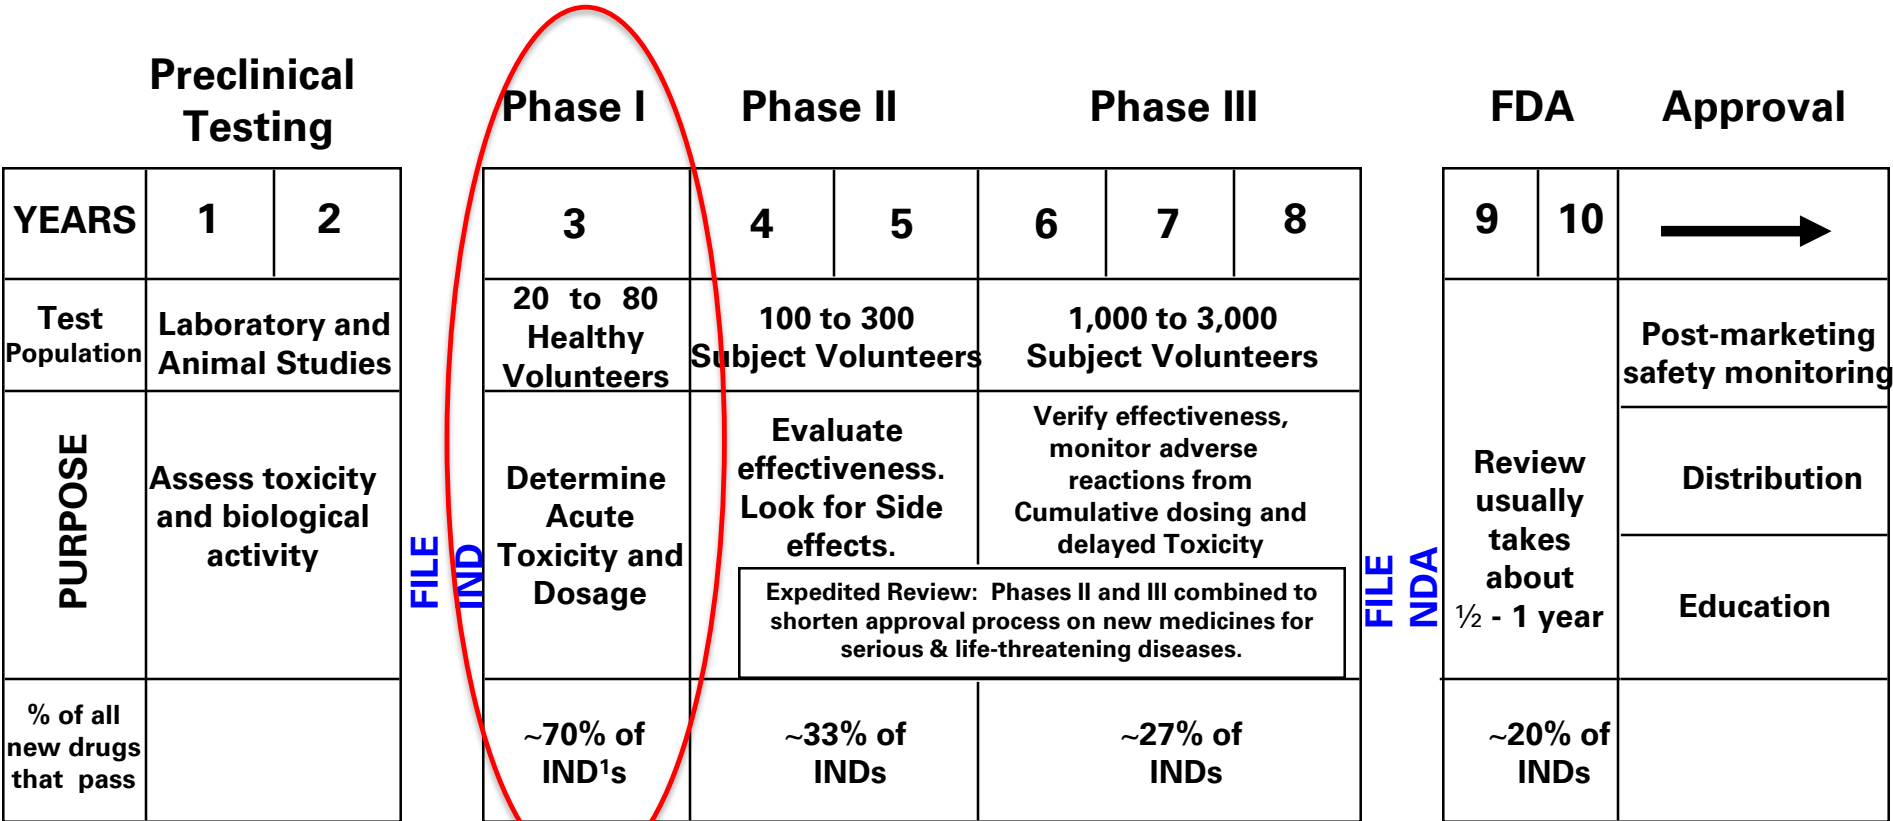 Preclinical
Testing
Phase I
Phase II
Phase III
FDA
Approval
YEARS
1
2
3
4
5
6
7
8
9
10
Test
Population
Laboratory and
Animal Studies
20 to 80
Healthy
Volunteers
100 to 300
Subject Volunteers
1,000 to 3,000
Subject Volunteers
Post-marketing
safety monitoring
PURPOSE
Assess toxicity
and biological
activity
FILE
IND
Determine
Acute
Toxicity and
Dosage
Evaluate
effectiveness.
Look for Side
effects.
Verify effectiveness,
monitor adverse
reactions from
Cumulative dosing and
delayed Toxicity
Expedited Review: Phases II and III combined to
shorten approval process on new medicines for
serious & life-threatening diseases.
FILE
NDA
Review
usually
takes
about
½ - 1 year
Distribution
Education
% of all
new drugs
that pass
~70% of
IND¹s
~33% of
INDs
~27% of
INDs
~20% of
INDs